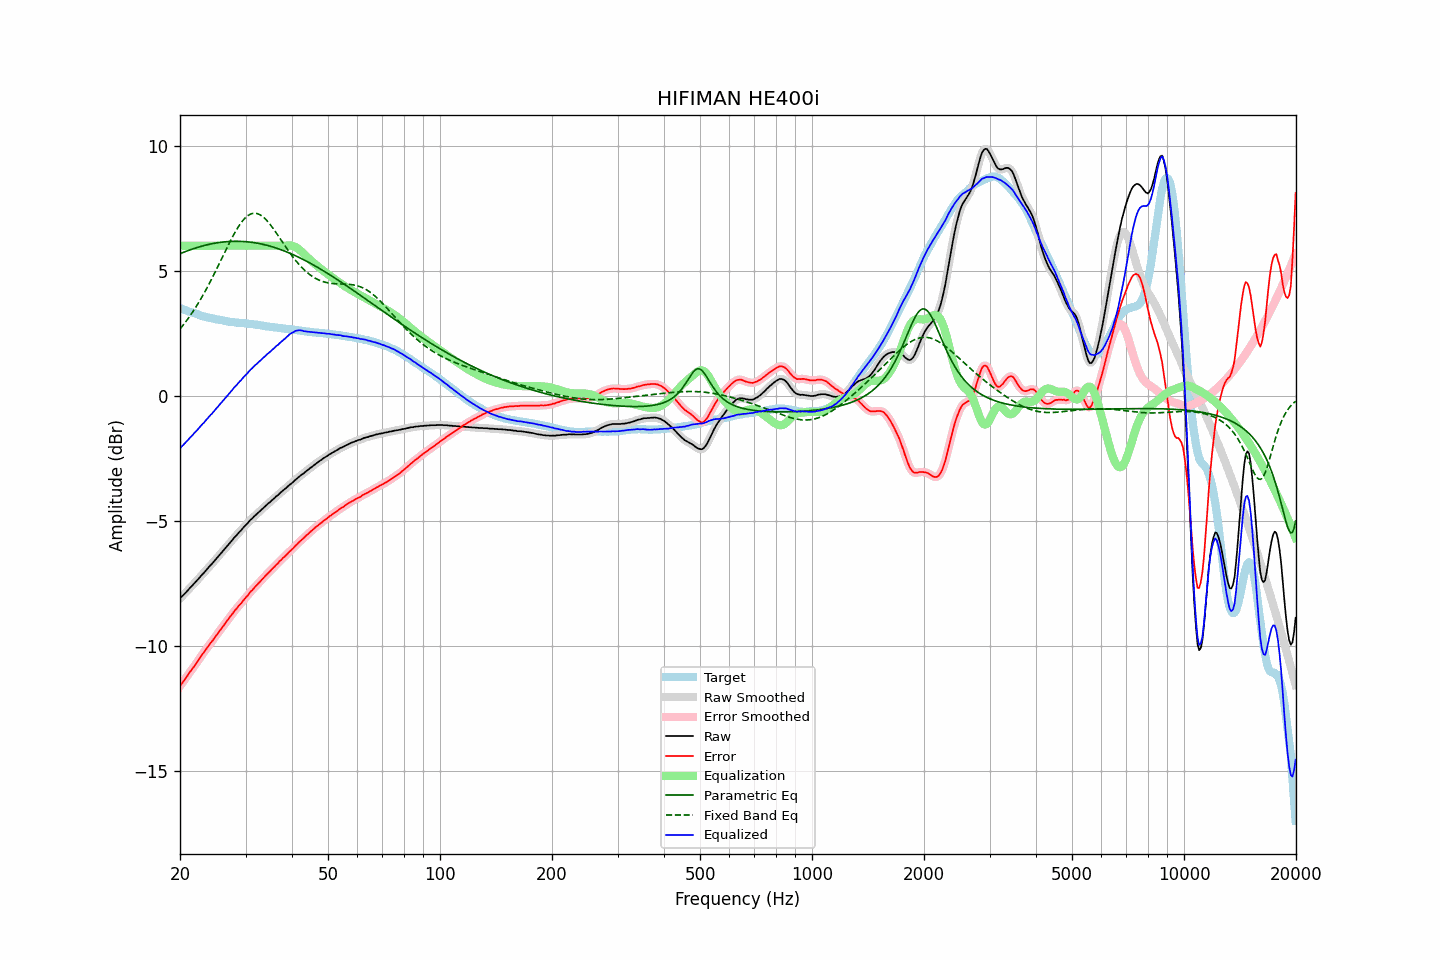 HIFIMAN HE400i
10
5
0
−5
−10
−15
Amplitude (dBr)
Target
Raw Smoothed
Error Smoothed
Raw
Error
Equalization
Parametric Eq
Fixed Band Eq
Equalized
20 50 100 200 500 1000 2000 5000 10000 20000
Frequency (Hz)